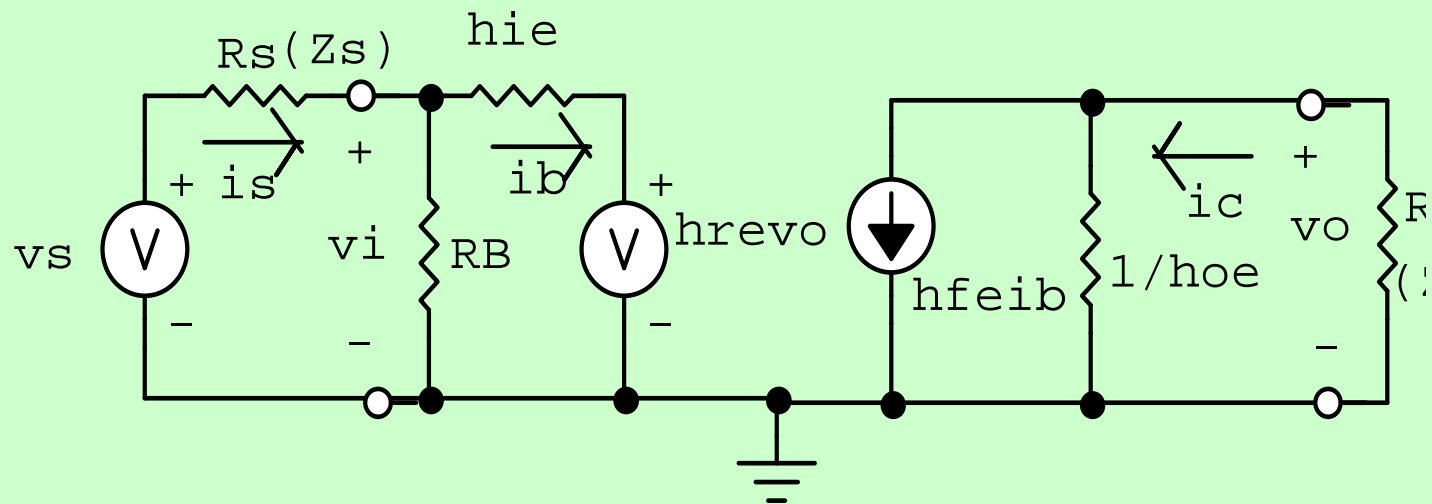 hie
Rs(Zs)
+
+ is
ib
+
+
ic
vs
vi
RB
V
V
hrevo
hfeib
1/hoe
vo
R
-
-
-
-